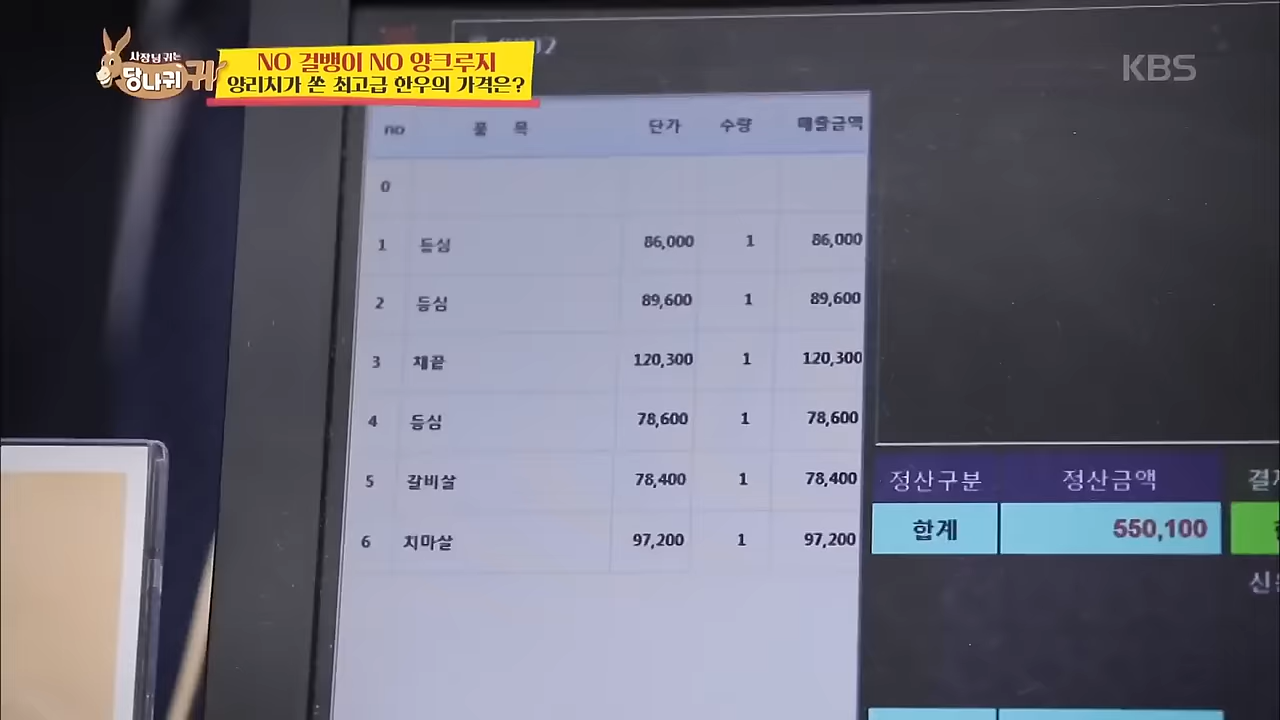 사장님 귀는
당나귀 귀
NO 걸뱅이 NO 양크루지
양리치가 쏜 최고급 한우의 가격은?
KBS
no 품 목 단가 수량 매출금액
0
1 등심 86,000 1 86,000
2 등심 89,600 1 89,600
3 채끝 120,300 1 120,300
4 등심 78,600 1 78,600
5 갈비살 78,400 1 78,400
6 치마살 97,200 1 97,200
정산구분 정산금액
합계 550,100